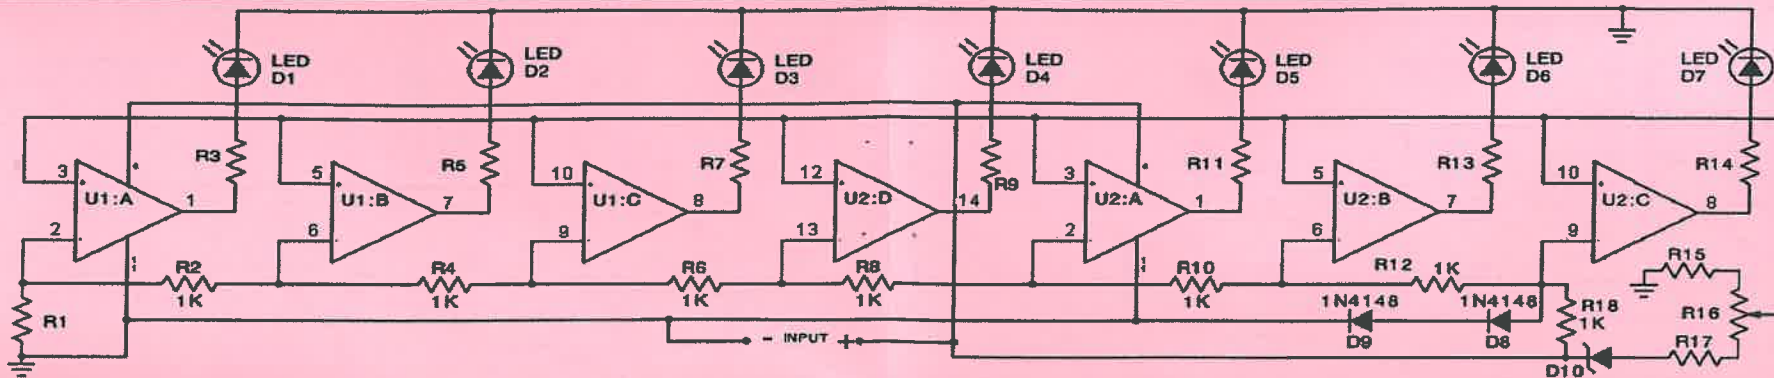 LED D1
LED D2
LED D3
LED D4
LED D5
LED D6
LED D7
R3
R5
R7
R9
R11
R13
R14
3
U1:A
1
2
11
5
U1:B
7
6
10
U1:C
8
9
12
U2:D
14
13
3
U2:A
1
2
11
5
U2:B
7
6
10
U2:C
8
9
R2
1K
R4
1K
R6
1K
R8
1K
R10
1K
R12
1K
R15
R1
1N4148
D9
1N4148
D8
R18
1K
R16
- INPUT +
D10
R17